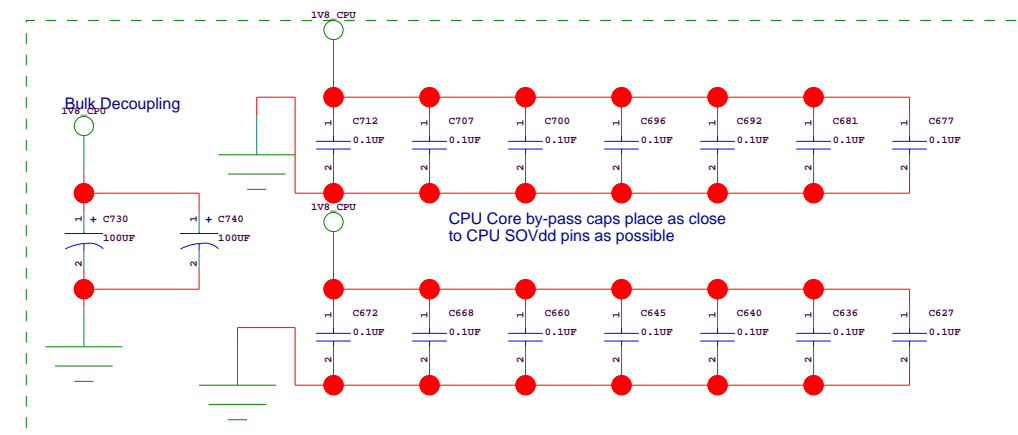 1V8_CPU
Bulk Decoupling
1V8_CPU
1 C712 1 C707 1 C700 1 C696 1 C692 1 C681 1 C677
0.1UF 0.1UF 0.1UF 0.1UF 0.1UF 0.1UF 0.1UF
2 2 2 2 2 2 2
1V8_CPU
1 + C730 1 + C740
CPU Core by-pass caps place as close
to CPU SOVdd pins as possible
100UF 100UF
2 2
1 C672 1 C668 1 C660 1 C645 1 C640 1 C636 1 C627
0.1UF 0.1UF 0.1UF 0.1UF 0.1UF 0.1UF 0.1UF
2 2 2 2 2 2 2